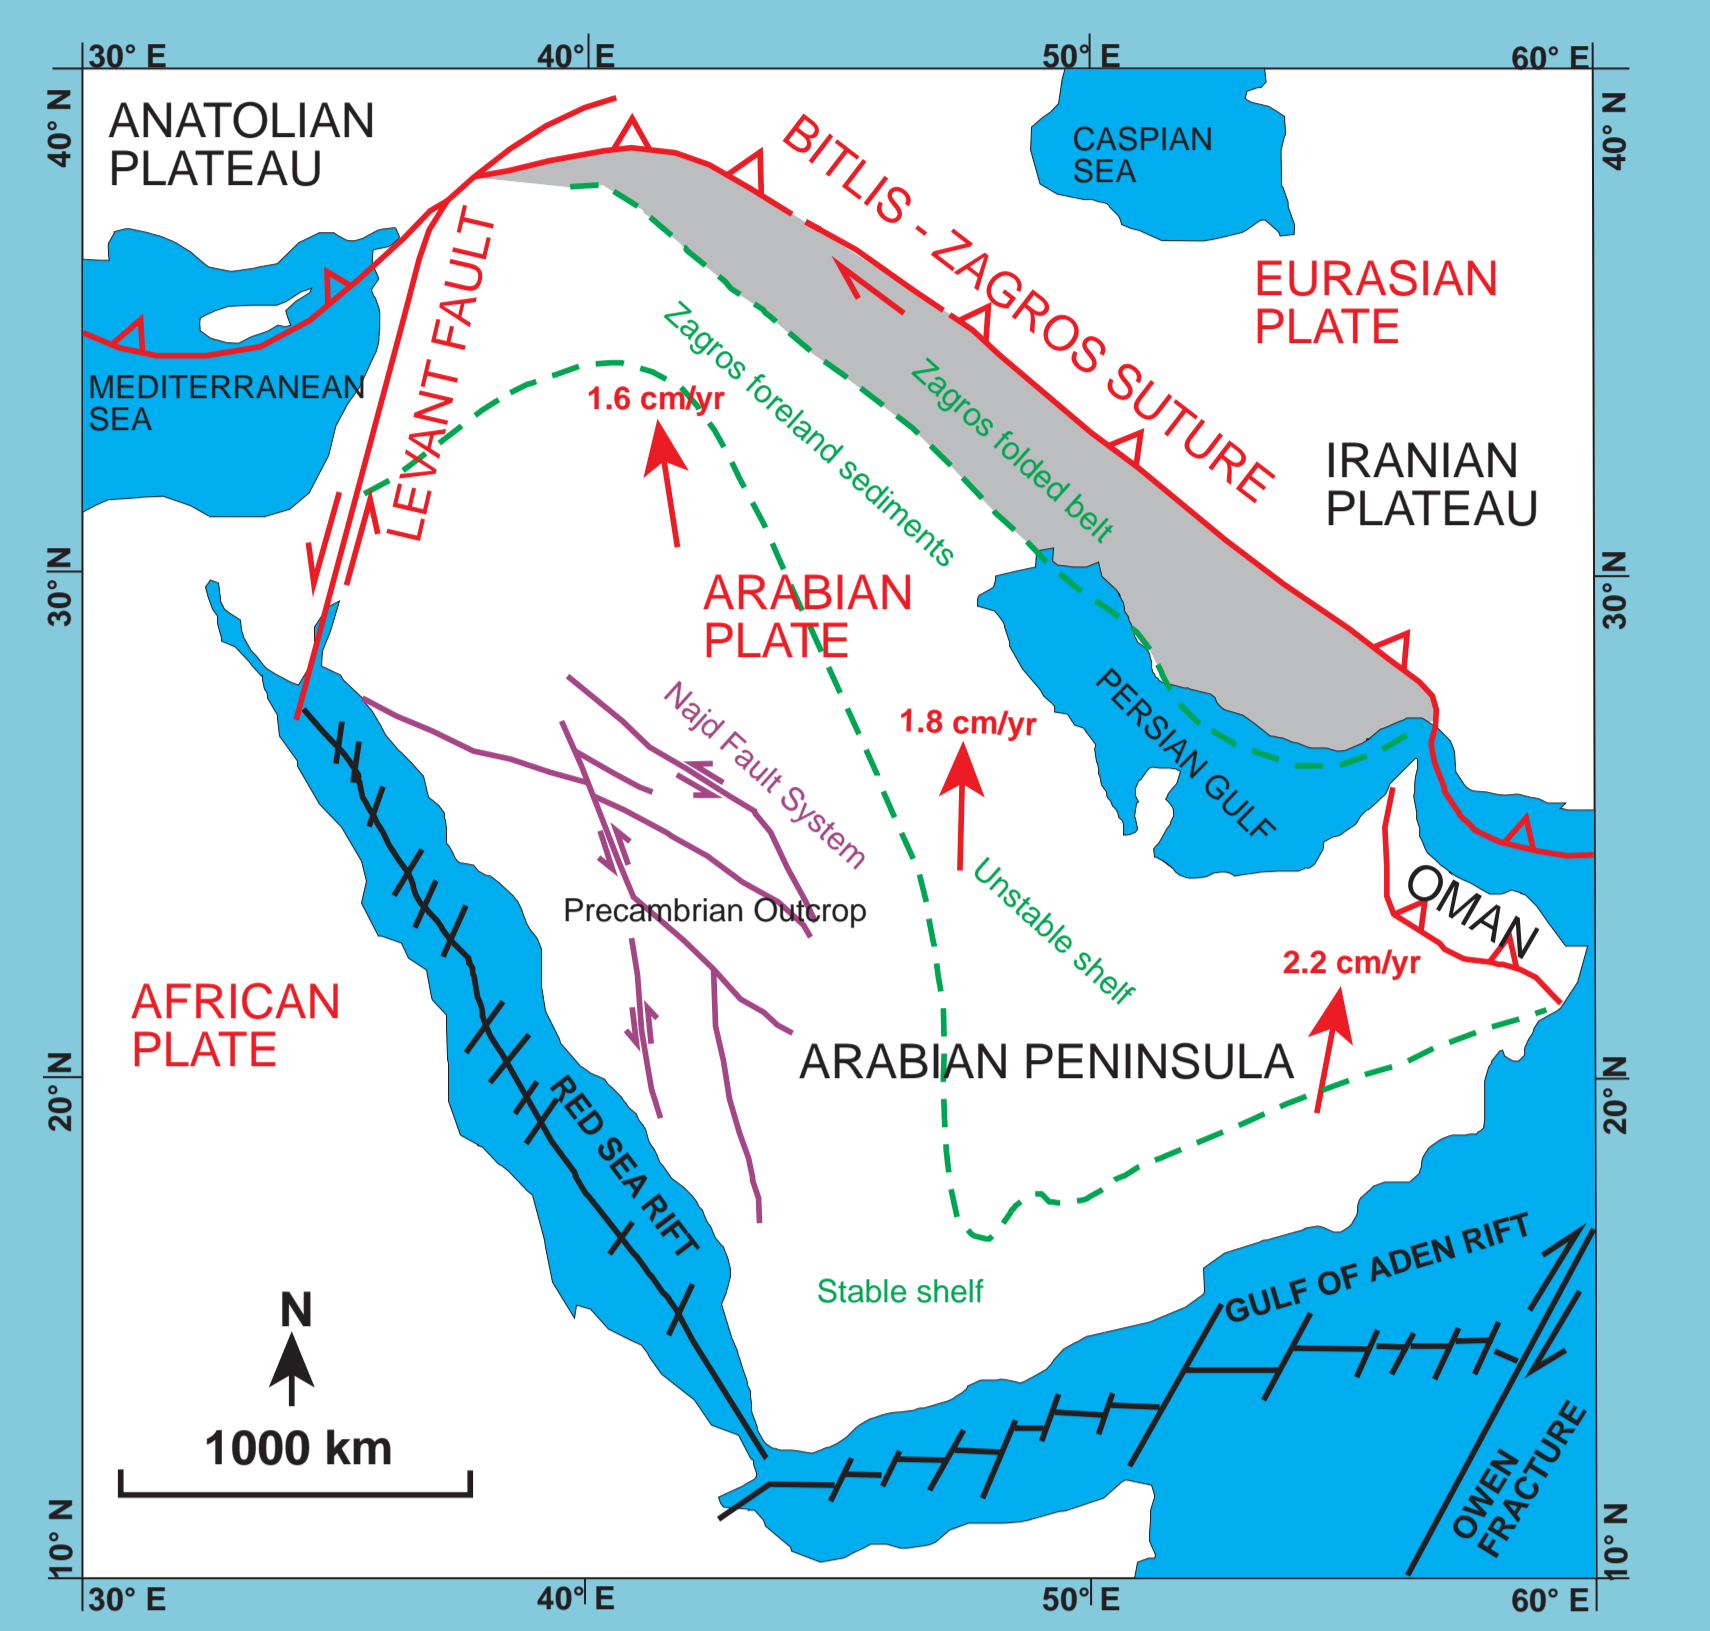 30° E
40° E
50° E
60° E
40° N
40° N
ANATOLIAN
PLATEAU
CASPIAN
SEA
BITLIS - ZAGROS SUTURE
EURASIAN
PLATE
LEVANT FAULT
MEDITERRANEAN
SEA
Zagros foreland sediments
Zagros folded belt
1.6 cm/yr
IRANIAN
PLATEAU
30° N
30° N
ARABIAN
PLATE
Najd Fault System
1.8 cm/yr
PERSIAN GULF
Precambrian Outcrop
Unstable shelf
OMAN
2.2 cm/yr
AFRICAN
PLATE
ARABIAN PENINSULA
20° N
20° N
RED SEA RIFT
Stable shelf
GULF OF ADEN RIFT
N
1000 km
OWEN
FRACTURE
10° N
10° N
30° E
40° E
50° E
60° E